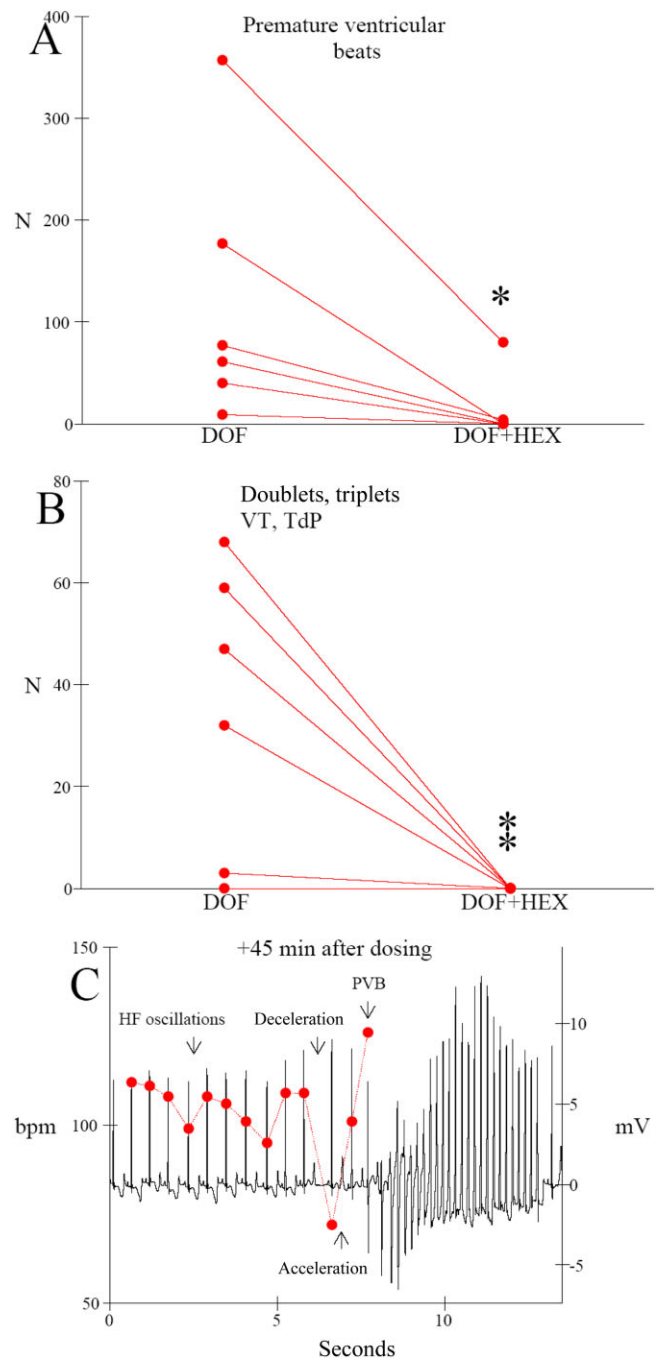 A
Premature ventricular
beats
400
300
200
100
0
N
*
DOF
DOF+HEX
B
Doublets, triplets
VT, TdP
80
60
40
20
0
N
*
*
DOF
DOF+HEX
C
+45 min after dosing
150
100
50
bpm
PVB
HF oscillations
Deceleration
Acceleration
10
5
0
-5
mV
0
5
10
Seconds